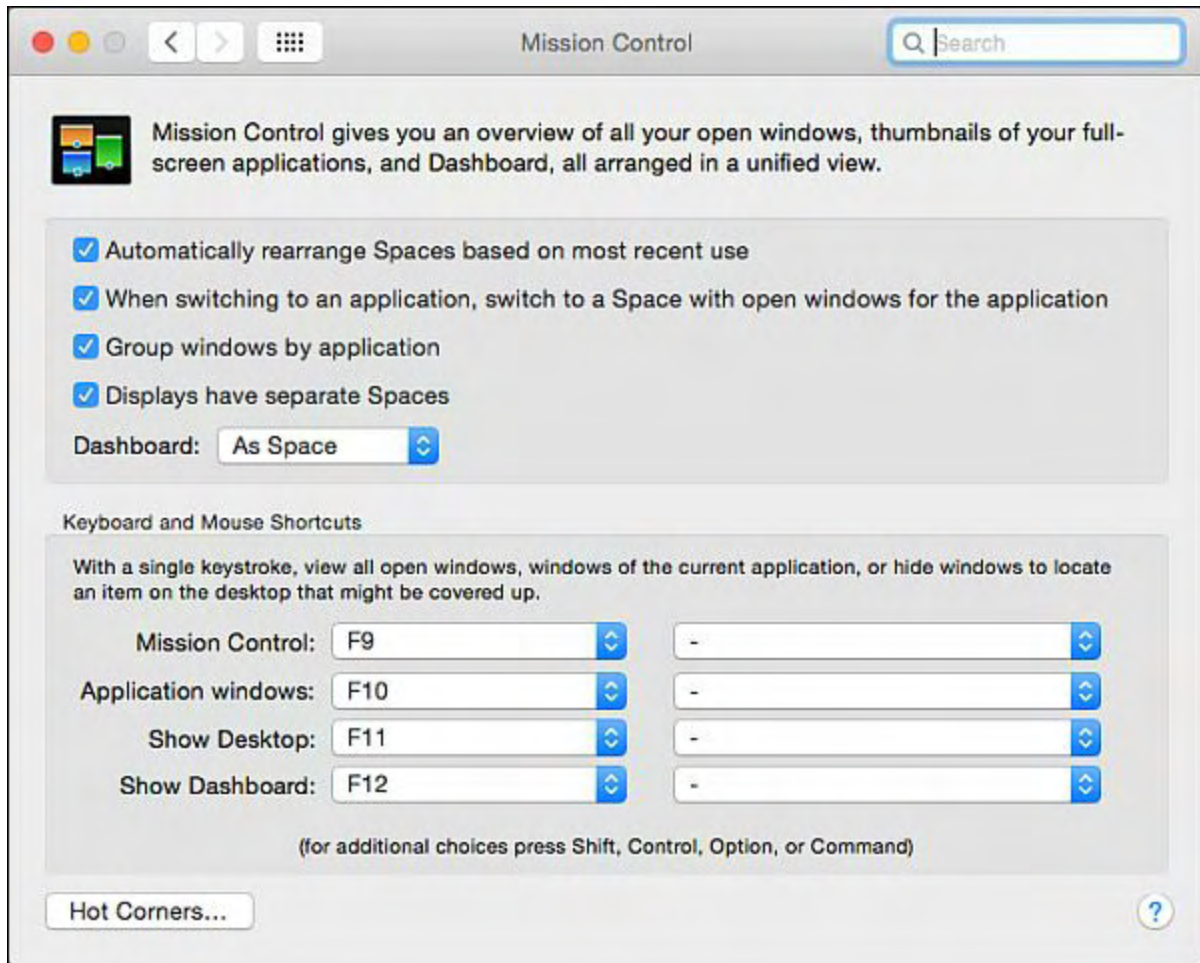 Mission Control
Search
Mission Control gives you an overview of all your open windows, thumbnails of your full-
screen applications, and Dashboard, all arranged in a unified view.
Automatically rearrange Spaces based on most recent use
When switching to an application, switch to a Space with open windows for the application
Group windows by application
Displays have separate Spaces
Dashboard: As Space
Keyboard and Mouse Shortcuts
With a single keystroke, view all open windows, windows of the current application, or hide windows to locate
an item on the desktop that might be covered up.
Mission Control: F9 -
Application windows: F10 -
Show Desktop: F11 -
Show Dashboard: F12 -
(for additional choices press Shift, Control, Option, or Command)
Hot Corners... ?